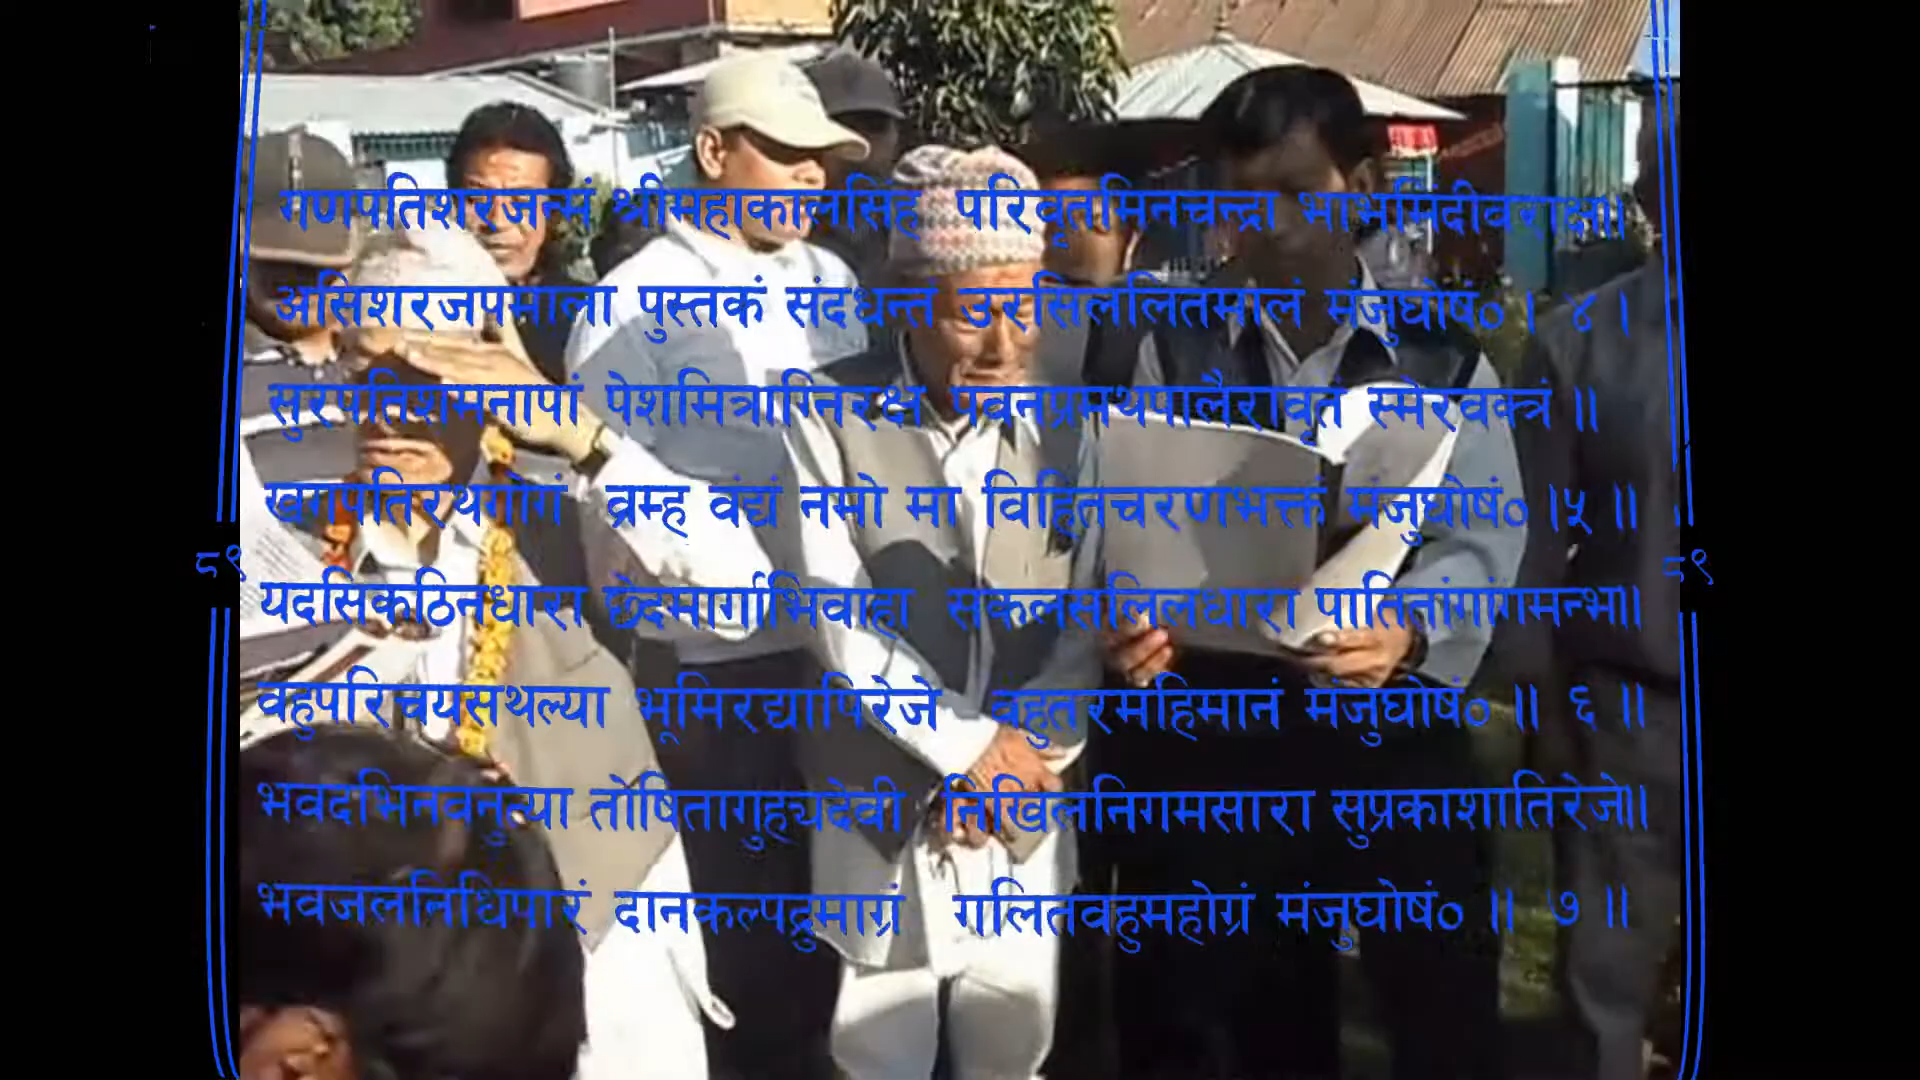 गणपतिशरजन्मं श्रीमहाकालसिंह परिवृतमिनचन्द्रा भाभमिंदीवराक्ष॥
असिशरजपमाला पुस्तकं संदधन्तं उरसिललितमालं मंजुघोषं० । ४ ।
सुरपतिशमनापां पेशमित्राग्निरक्ष पवनप्रमथपालैरावृतं स्मेरवक्त्रं ॥
खगपतिरथगोगं व्रम्ह वंद्यं नमो मा विहितचरणभक्तं मंजुघोषं० ।५ ॥
८९ ८९
यदसिकठिनधारा छेदमार्गाभिवाहा सकलसलिलधारा पातितांगांगमन्भा॥
वहुपरिचयसथल्या भूमिरद्यापिरेजे वहुतरमहिमानं मंजुघोषं० ॥ ६ ॥
भवदभिनवनुत्या तोषितागुह्यदेवी निखिलनिगमसारा सुप्रकाशातिरेजे॥
भवजलनिधिपारं दानकल्पद्रुमाग्रं गलितवहुमहोग्रं मंजुघोषं० ॥ ७ ॥